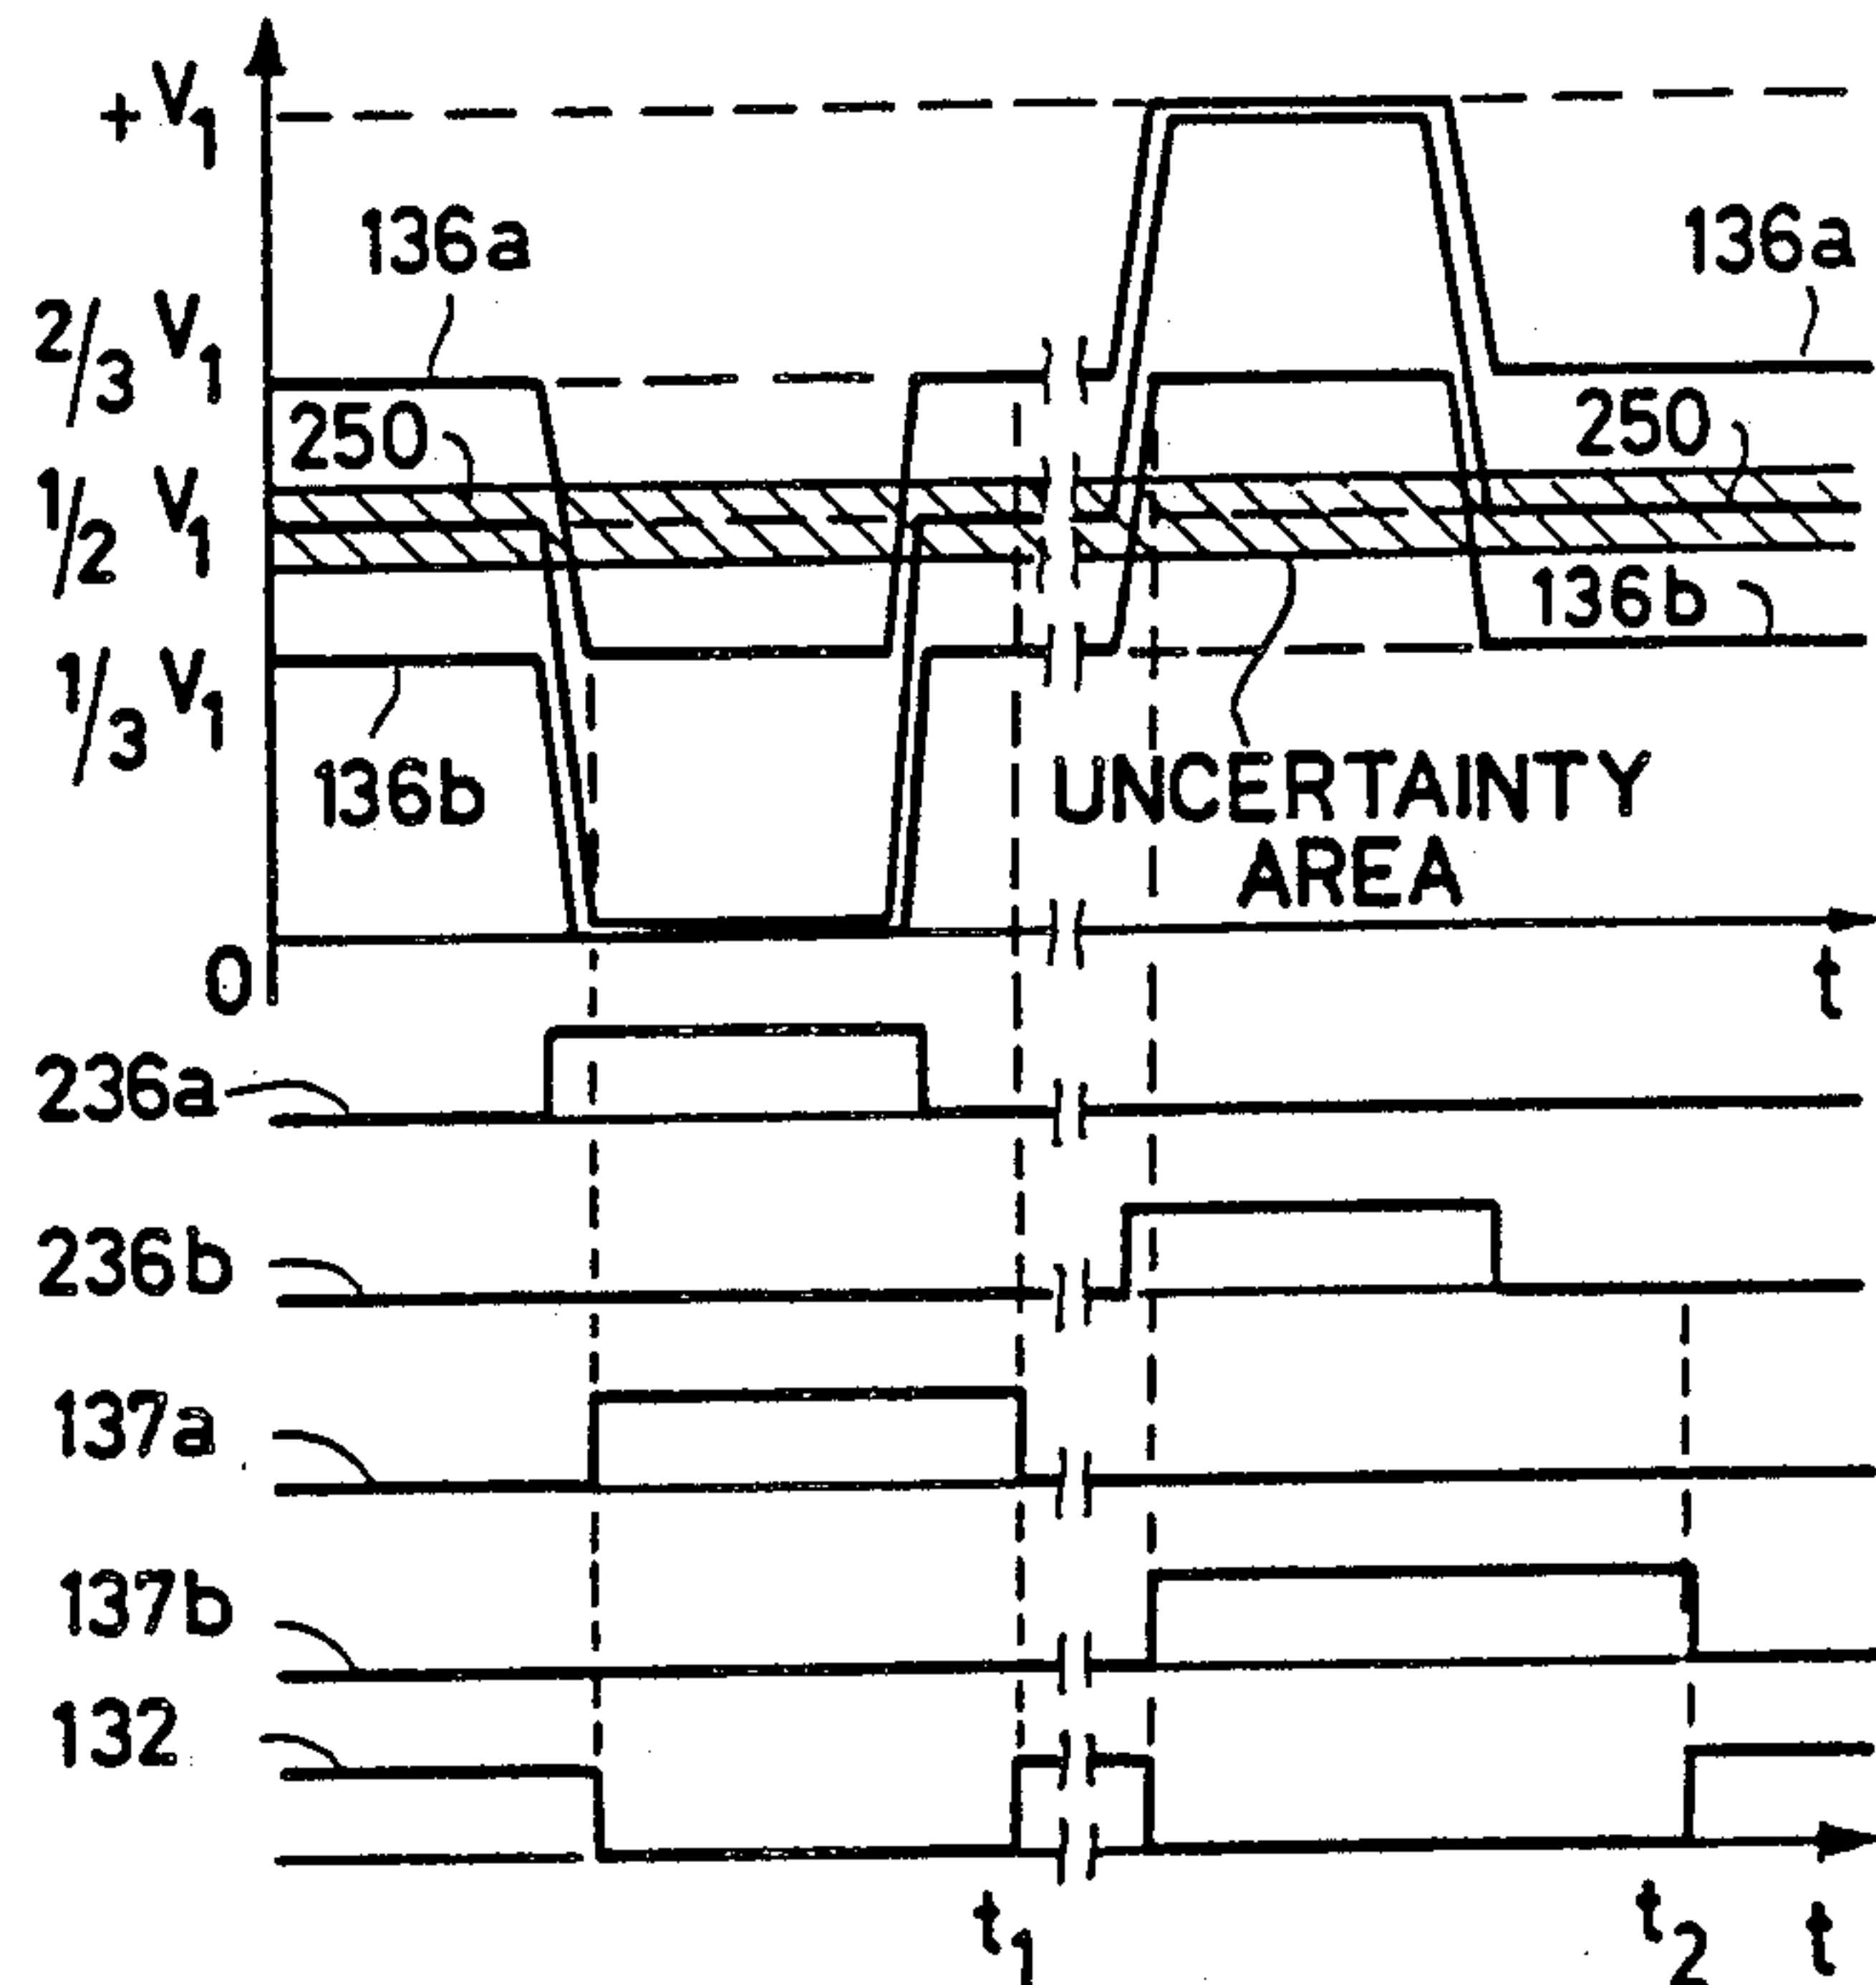 +V1
136a
136a
2/3 V1
250
250
1/2 V1
136b
1/3 V1
136b
UNCERTAINTY
AREA
0
t
236a
236b
137a
137b
132
t1
t2
t